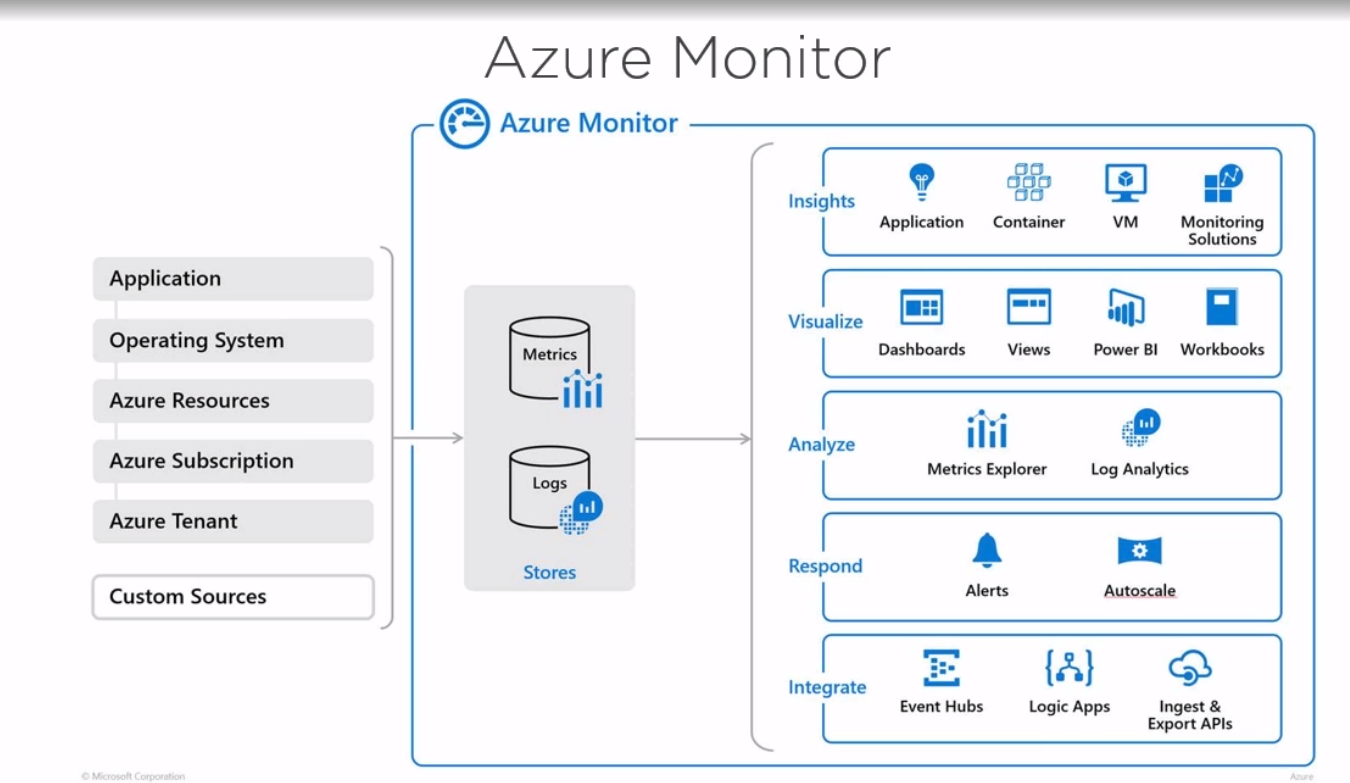 Azure Monitor
Azure Monitor
Application
Operating System
Azure Resources
Azure Subscription
Azure Tenant
Custom Sources
Metrics
Logs
Stores
Insights
Application
Container
VM
Monitoring
Solutions
Visualize
Dashboards
Views
Power BI
Workbooks
Analyze
Metrics Explorer
Log Analytics
Respond
Alerts
Autoscale
Integrate
Event Hubs
Logic Apps
Ingest &
Export APIs
© Microsoft Corporation
Azure